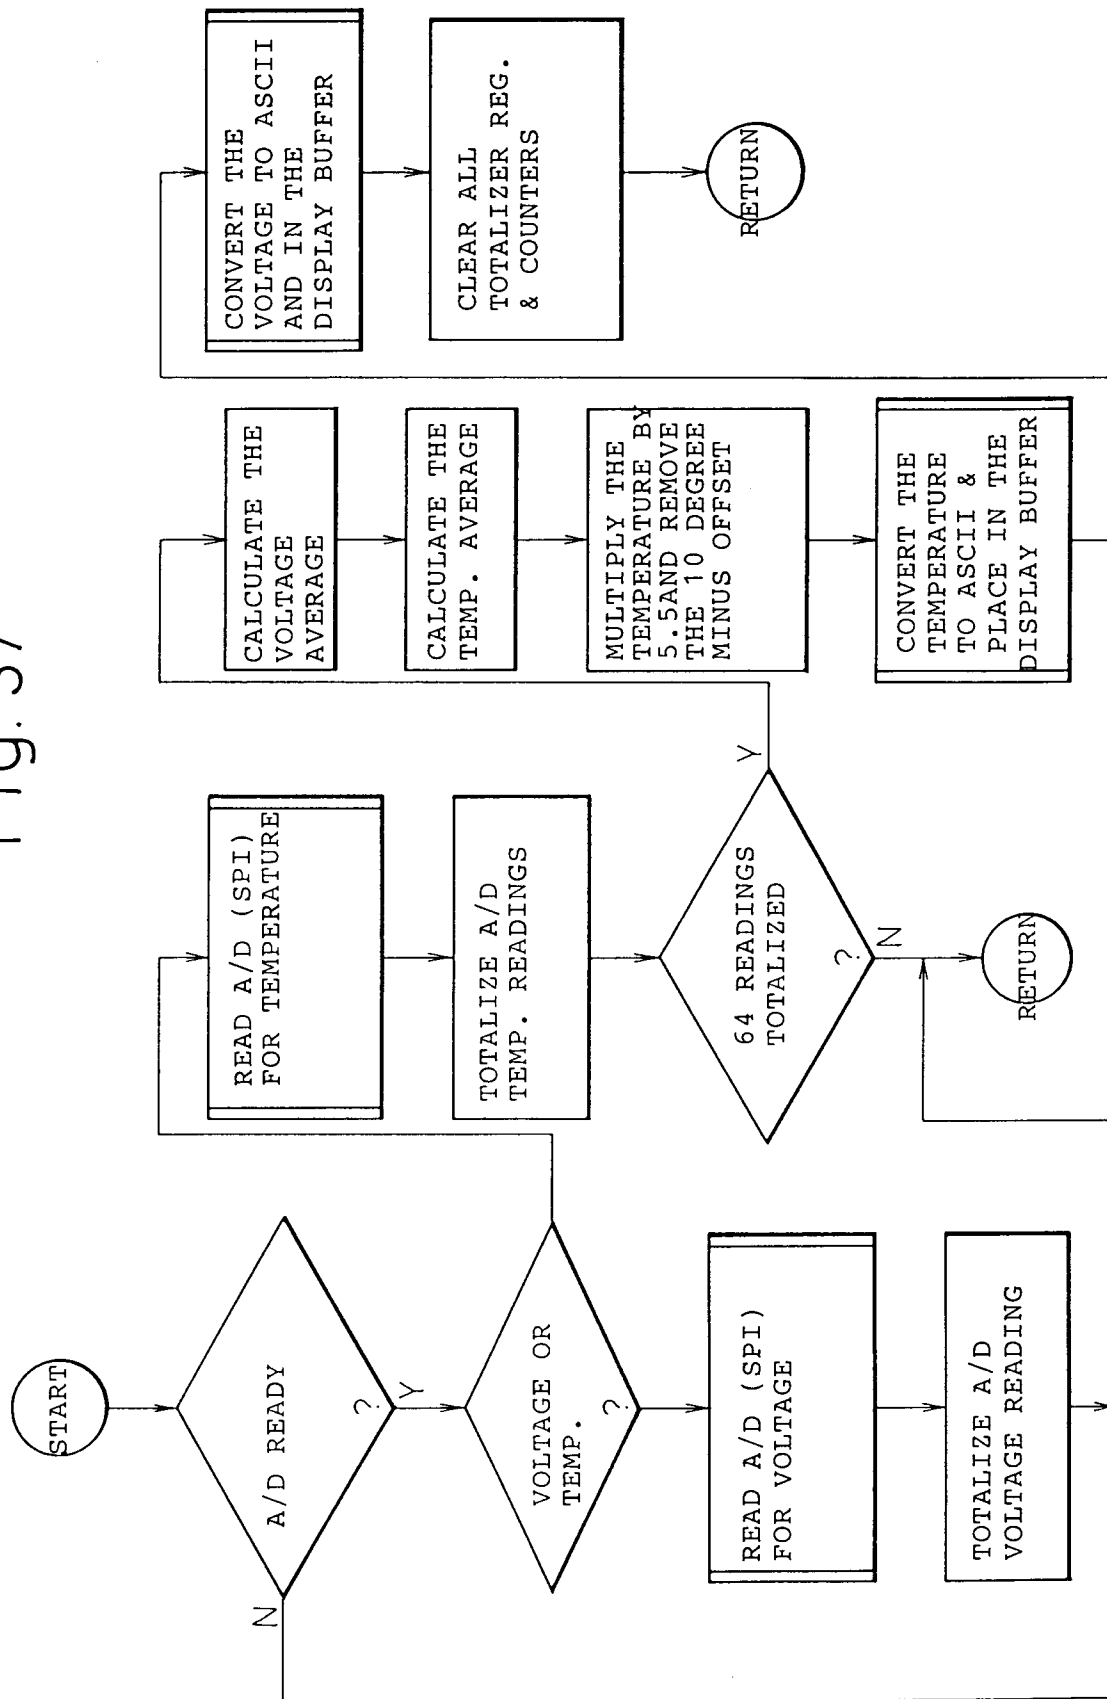 Fig. 37
START
A/D READY
?
N
Y
VOLTAGE OR
TEMP.
?
READ A/D (SPI)
FOR VOLTAGE
TOTALIZE A/D
VOLTAGE READING
READ A/D (SPI)
FOR TEMPERATURE
TOTALIZE A/D
TEMP. READINGS
64 READINGS
TOTALIZED
?
Y
N
RETURN
CALCULATE THE
VOLTAGE
AVERAGE
CALCULATE THE
TEMP. AVERAGE
MULTIPLY THE
TEMPERATURE BY
5.5AND REMOVE
THE 10 DEGREE
MINUS OFFSET
CONVERT THE
TEMPERATURE
TO ASCII &
PLACE IN THE
DISPLAY BUFFER
CONVERT THE
VOLTAGE TO ASCII
AND IN THE
DISPLAY BUFFER
CLEAR ALL
TOTALIZER REG.
& COUNTERS
RETURN